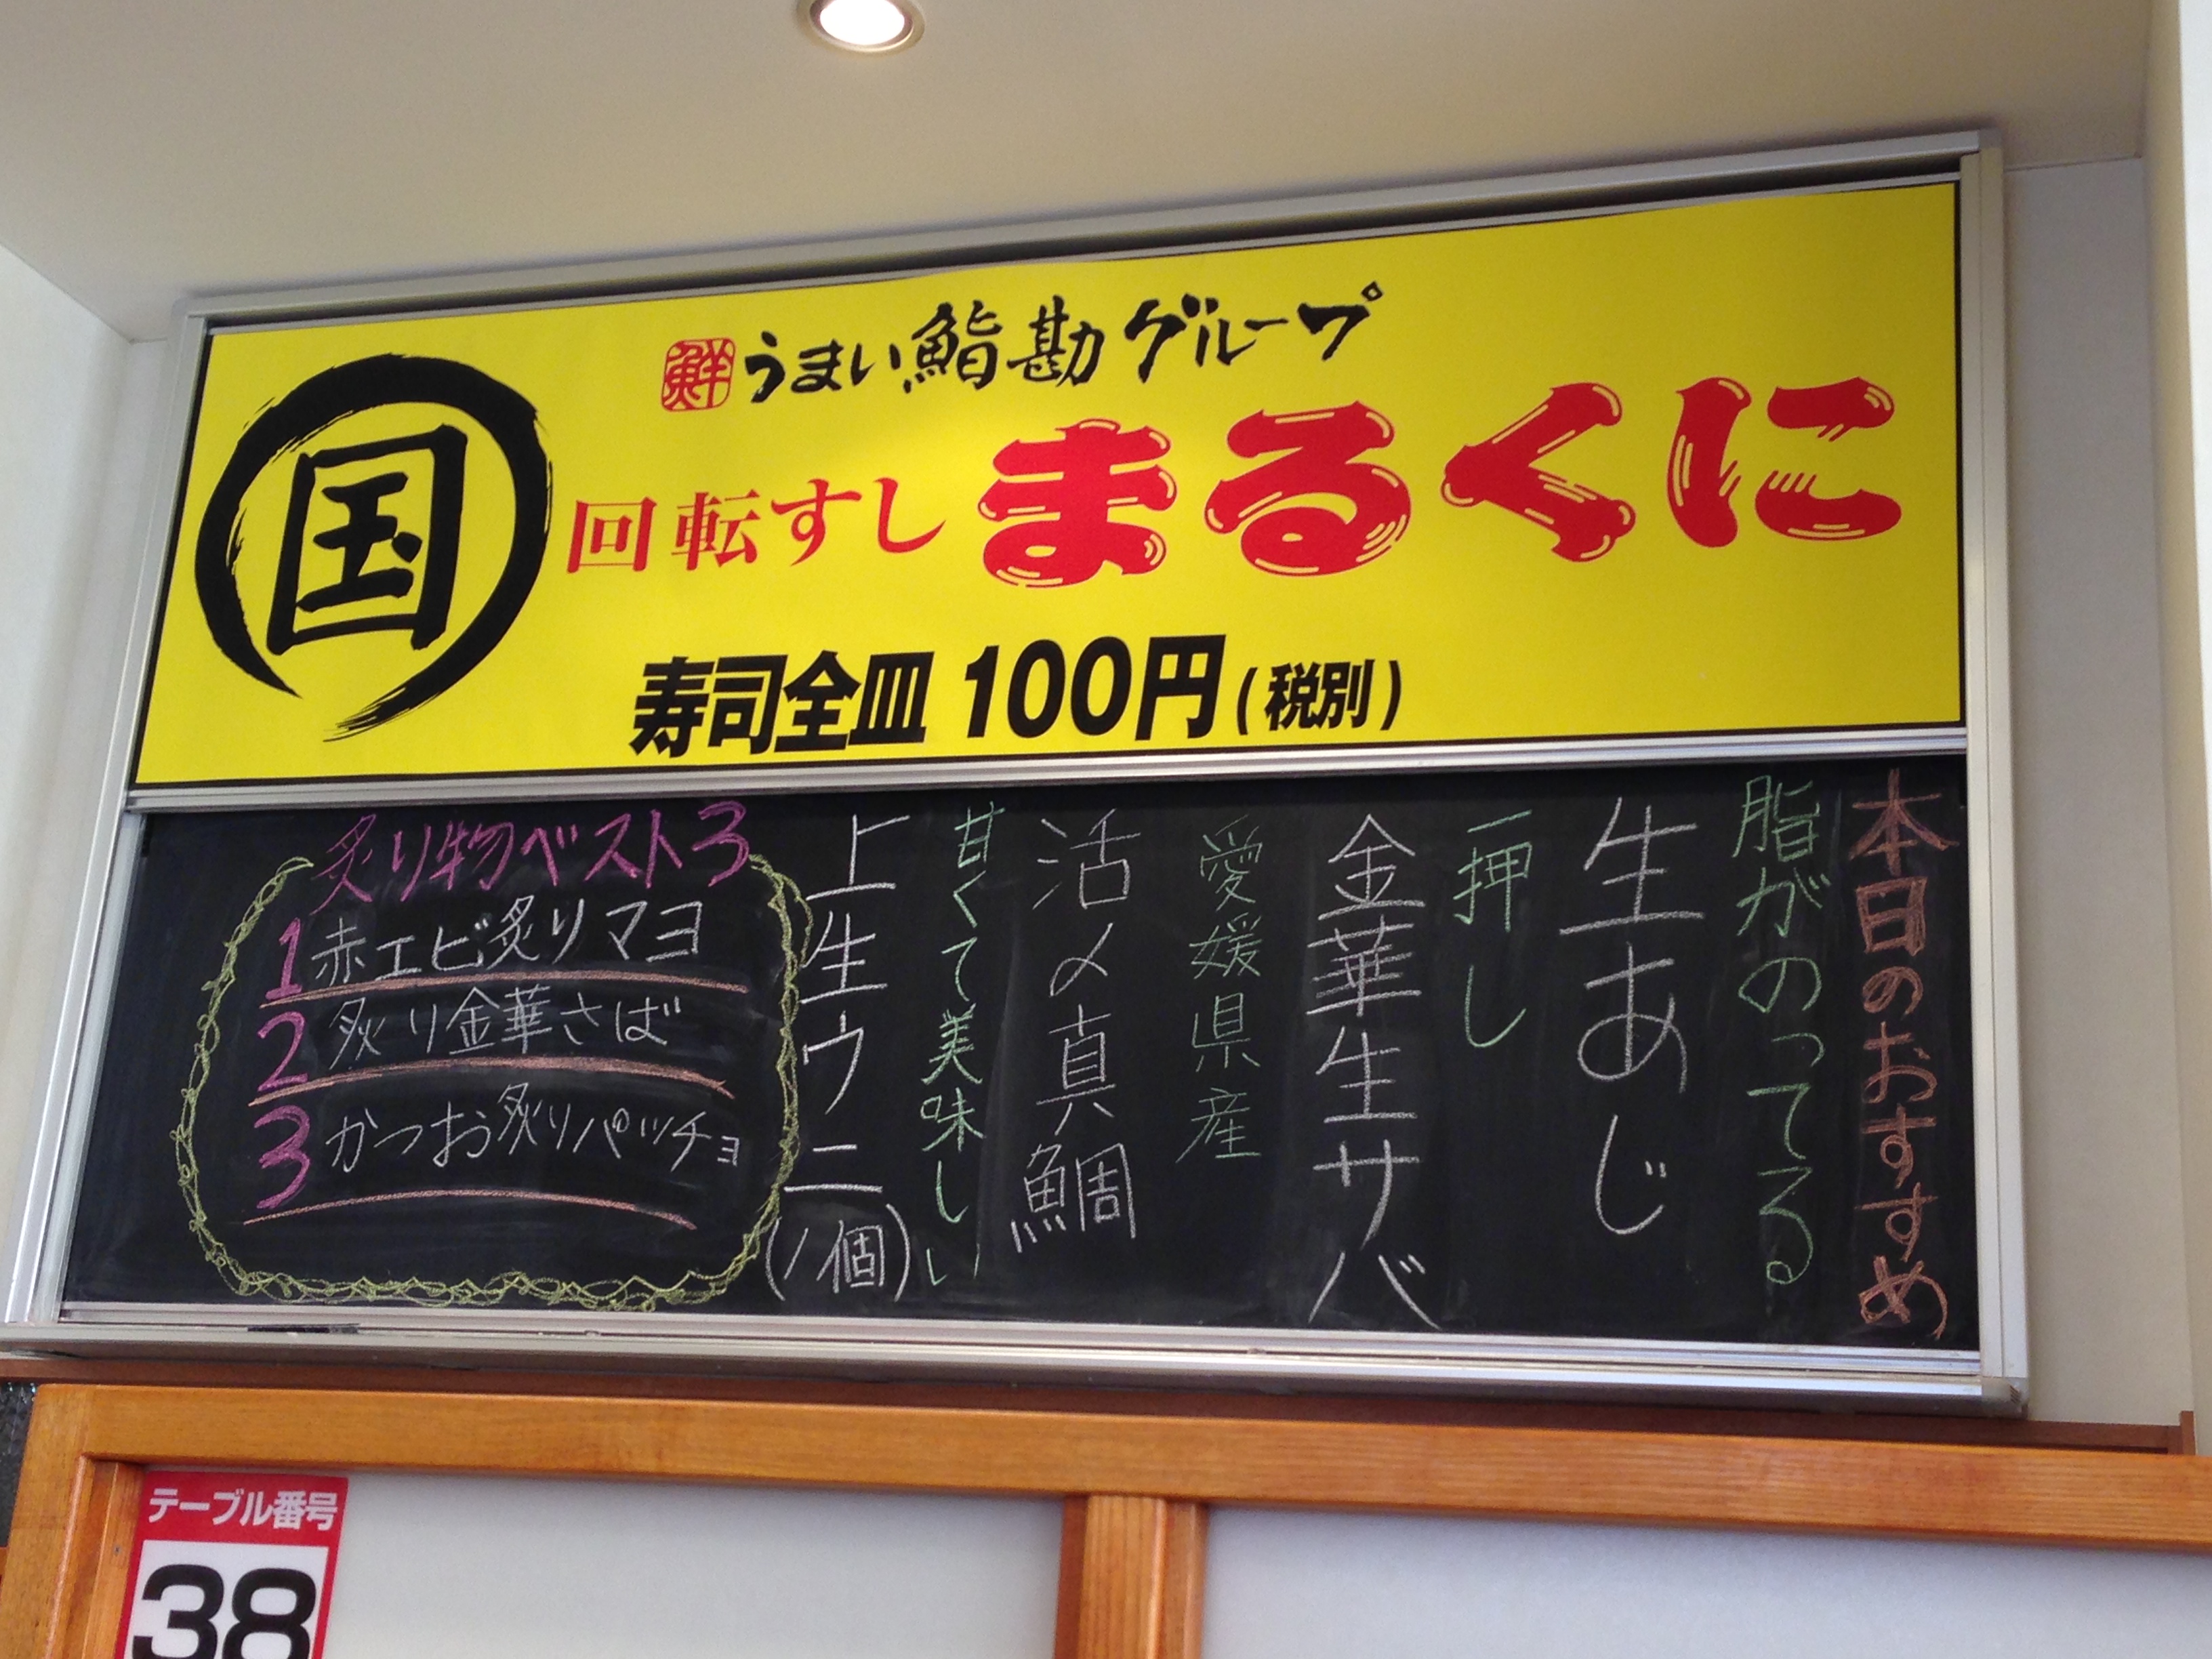 鮮 うまい鮨勘グループ
国
回転すし まるくに
寿司全皿 100円(税別)
本日のおすすめ
脂がのってる
生あじ
一押し
金華生サバ
愛媛県産
活〆真鯛
甘くて美味しい
上生ウニ(1個)
炙り物ベスト3
1 赤エビ炙りマヨ
2 炙り金華さば
3 かつお炙りパッチョ
テーブル番号
38